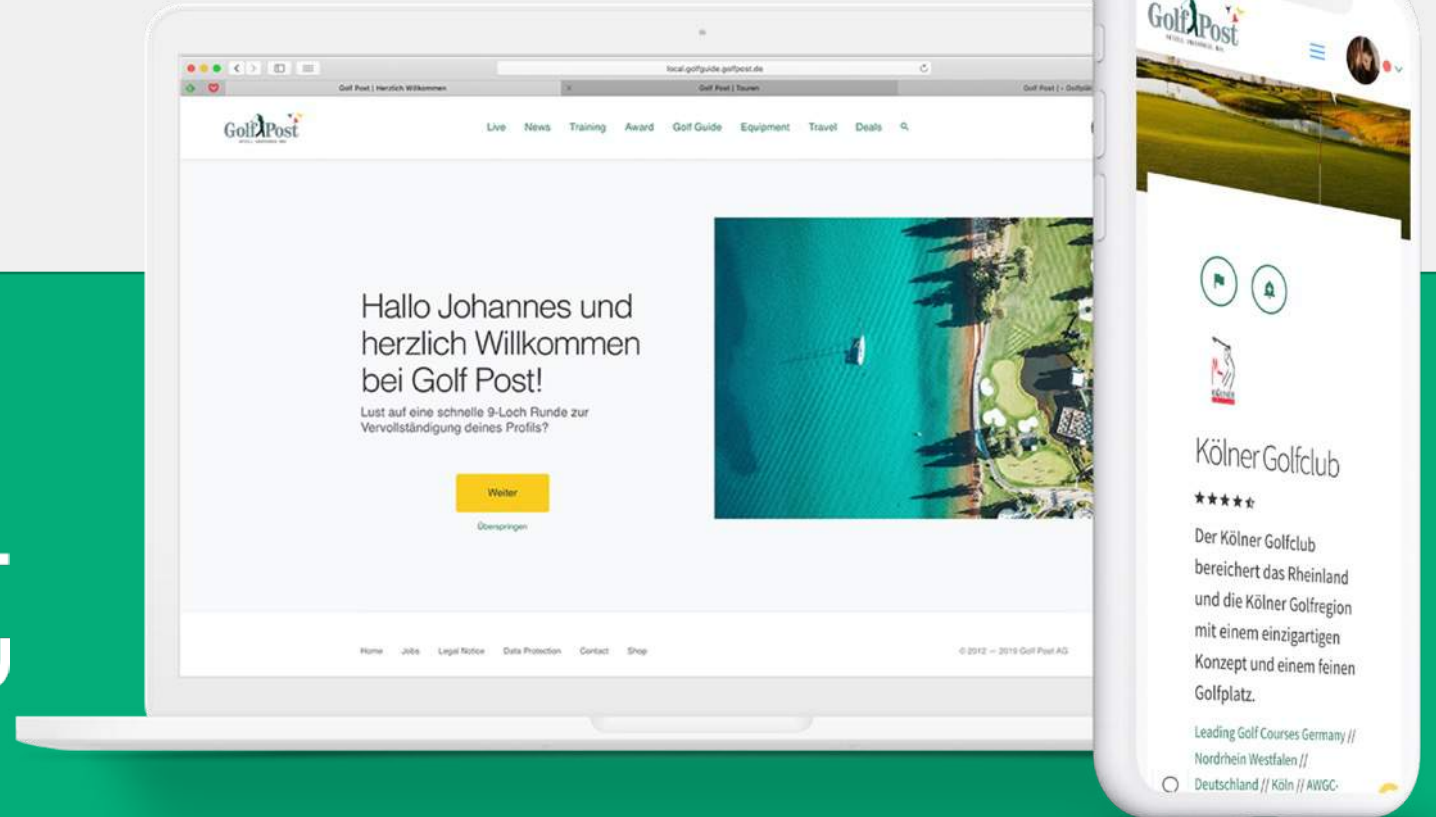 local.golfguide.golfpost.de
Golf Post | Herzlich Willkommen
Golf Post | Touren
Golf Post |
Golf Post
Live News Training Award Golf Guide Equipment Travel Deals
Hallo Johannes und
herzlich Willkommen
bei Golf Post!
Lust auf eine schnelle 9-Loch Runde zur
Vervollständigung deines Profils?
Weiter
Überspringen
Home Jobs Legal Notice Data Protection Contact Shop
© 2012 — 2019 Golf Post AG
Golf Post
Kölner Golfclub
Der Kölner Golfclub
bereichert das Rheinland
und die Kölner Golfregion
mit einem einzigartigen
Konzept und einem feinen
Golfplatz.
Leading Golf Courses Germany //
Nordrhein Westfalen //
Deutschland // Köln // AWGC-